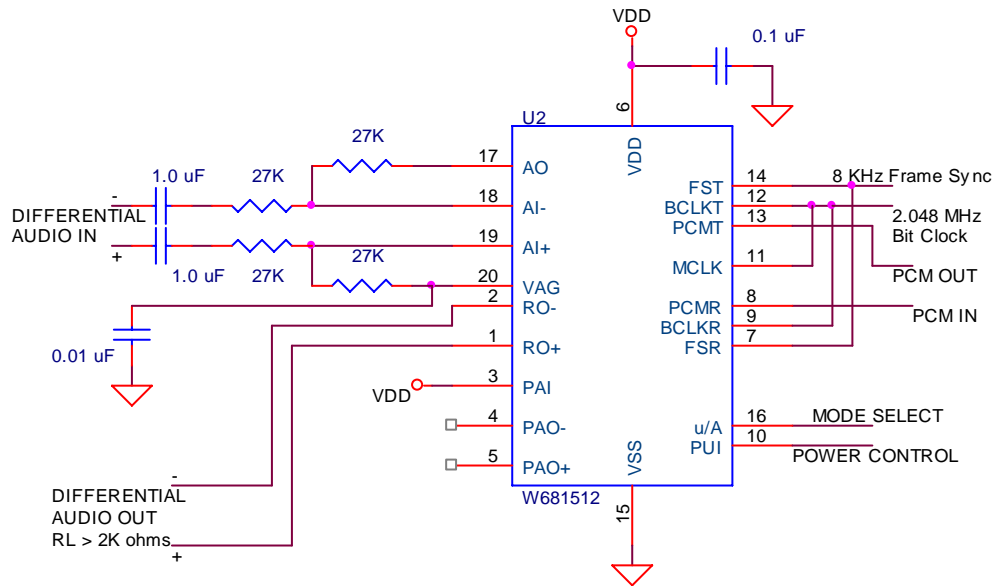 VDD
0.1 uF
U2
6
VDD
27K
17
AO
14
FST
8 KHz Frame Sync
1.0 uF
27K
12
BCLKT
-
18
AI-
13
PCMT
2.048 MHz
Bit Clock
DIFFERENTIAL
AUDIO IN
+
19
AI+
11
MCLK
PCM OUT
1.0 uF
27K
27K
20
VAG
2
RO-
8
PCMR
PCM IN
9
BCLKR
0.01 uF
1
RO+
7
FSR
VDD
3
PAI
4
PAO-
16
u/A
MODE SELECT
10
PUI
POWER CONTROL
5
PAO+
VSS
15
W681512
-
DIFFERENTIAL
AUDIO OUT
RL > 2K ohms
+